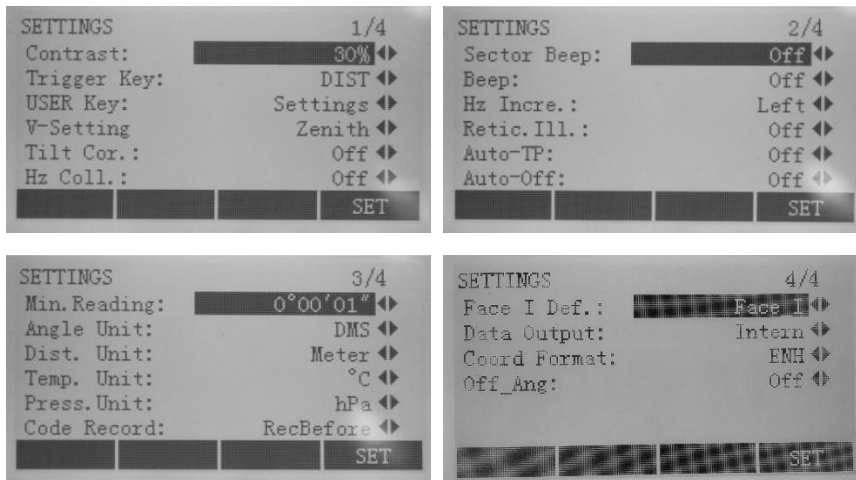 SETTINGS 1/4
Contrast: 30%
Trigger Key: DIST
USER Key: Settings
V-Setting Zenith
Tilt Cor.: Off
Hz Coll.: Off
SET
SETTINGS 2/4
Sector Beep: Off
Beep: Off
Hz Incre.: Left
Retic.Ill.: Off
Auto-TP: Off
Auto-Off: Off
SET
SETTINGS 3/4
Min.Reading: 0°00'01"
Angle Unit: DMS
Dist. Unit: Meter
Temp. Unit: °C
Press.Unit: hPa
Code Record: RecBefore
SET
SETTINGS 4/4
Face I Def.: Face I
Data Output: Intern
Coord Format: ENH
Off_Ang: Off
SET